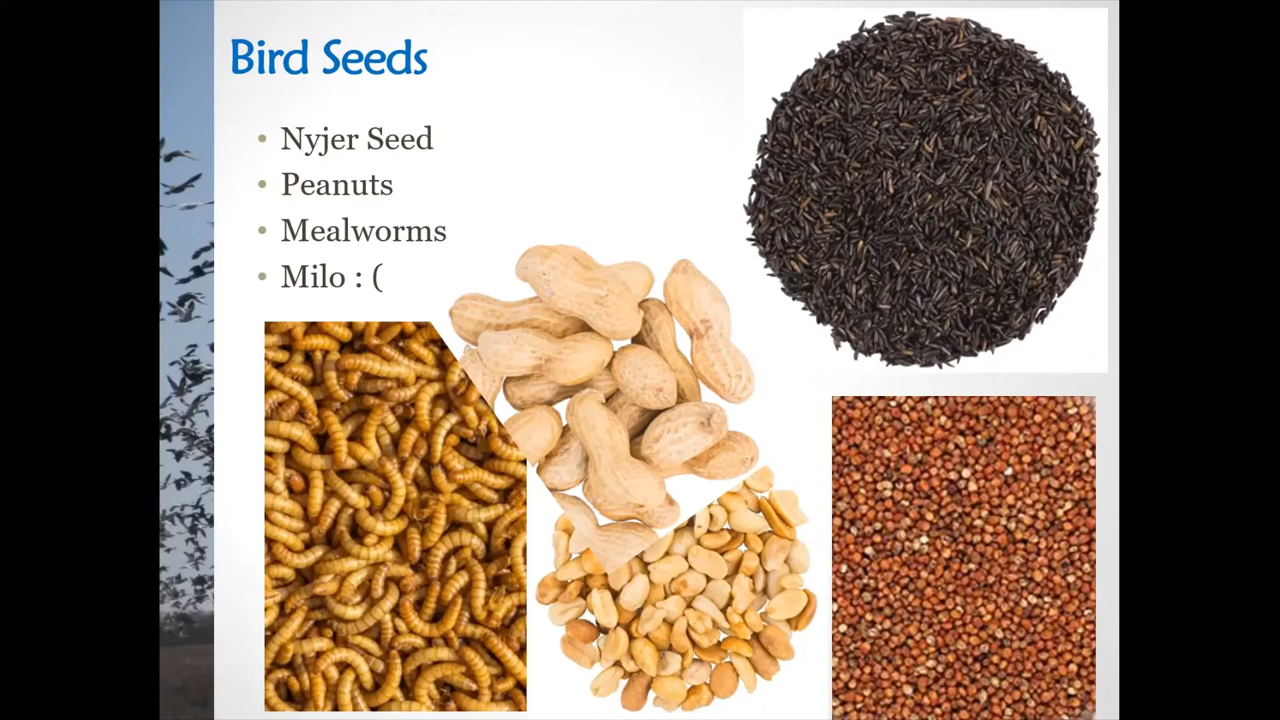 Bird Seeds
• Nyjer Seed
• Peanuts
• Mealworms
• Milo : (